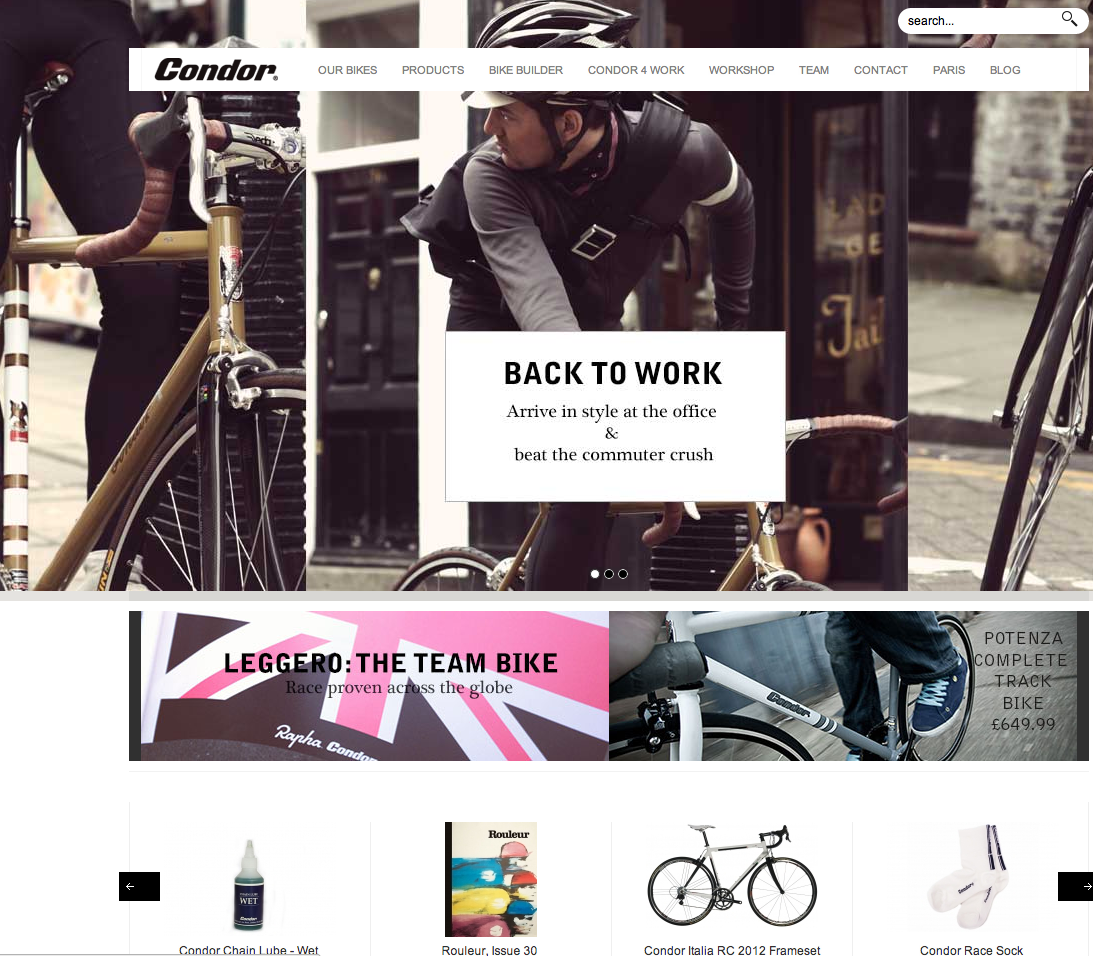 search...
Condor®
OUR BIKES PRODUCTS BIKE BUILDER CONDOR 4 WORK WORKSHOP TEAM CONTACT PARIS BLOG
BACK TO WORK
Arrive in style at the office
&
beat the commuter crush
LEGGERO: THE TEAM BIKE
Race proven across the globe
Rapha Condor
Condor
POTENZA
COMPLETE
TRACK
BIKE
£649.99
WET
Condor
Rouleur
Condor
Condor Chain Lube - Wet
Rouleur, Issue 30
Condor Italia RC 2012 Frameset
Condor Race Sock